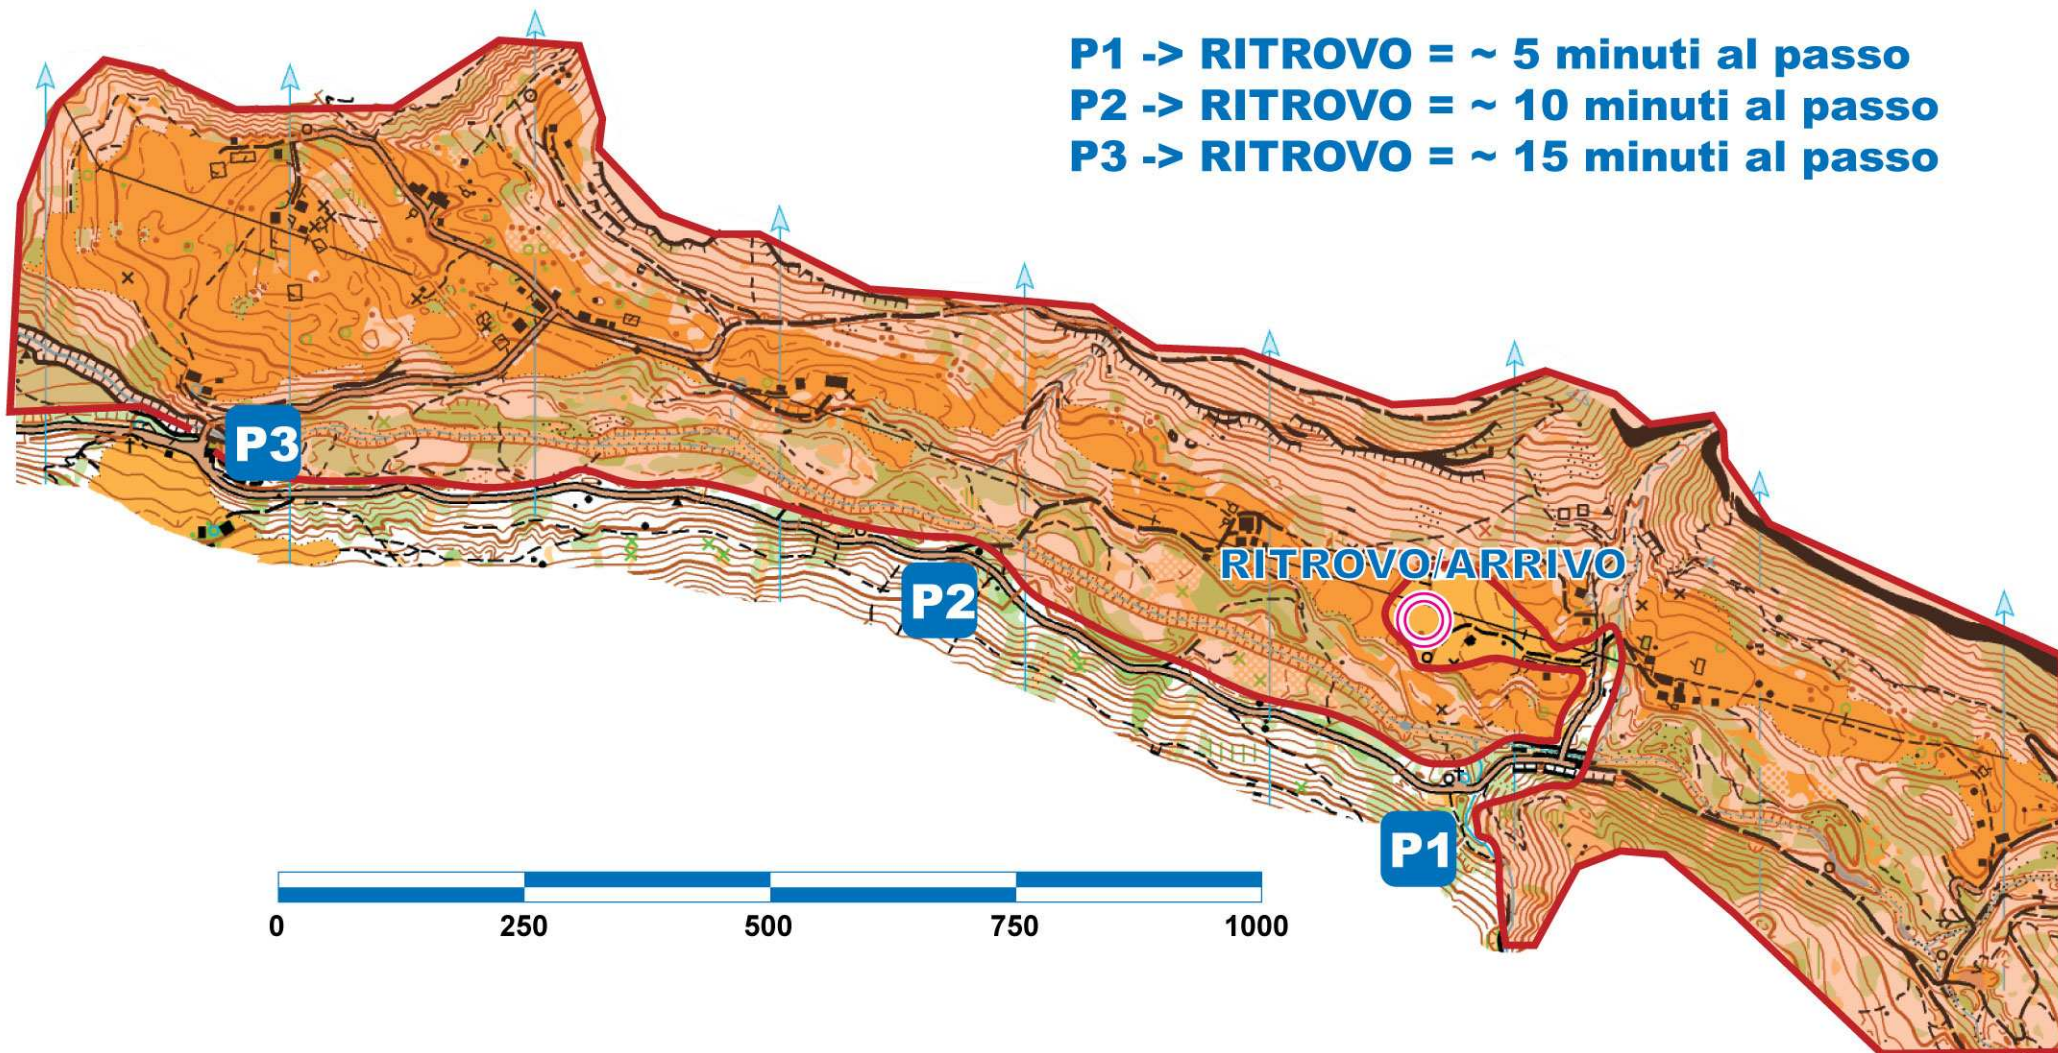 P1 -> RITROVO = ~ 5 minuti al passo
P2 -> RITROVO = ~ 10 minuti al passo
P3 -> RITROVO = ~ 15 minuti al passo
P3
RITROVO/ARRIVO
P2
P1
0 250 500 750 1000